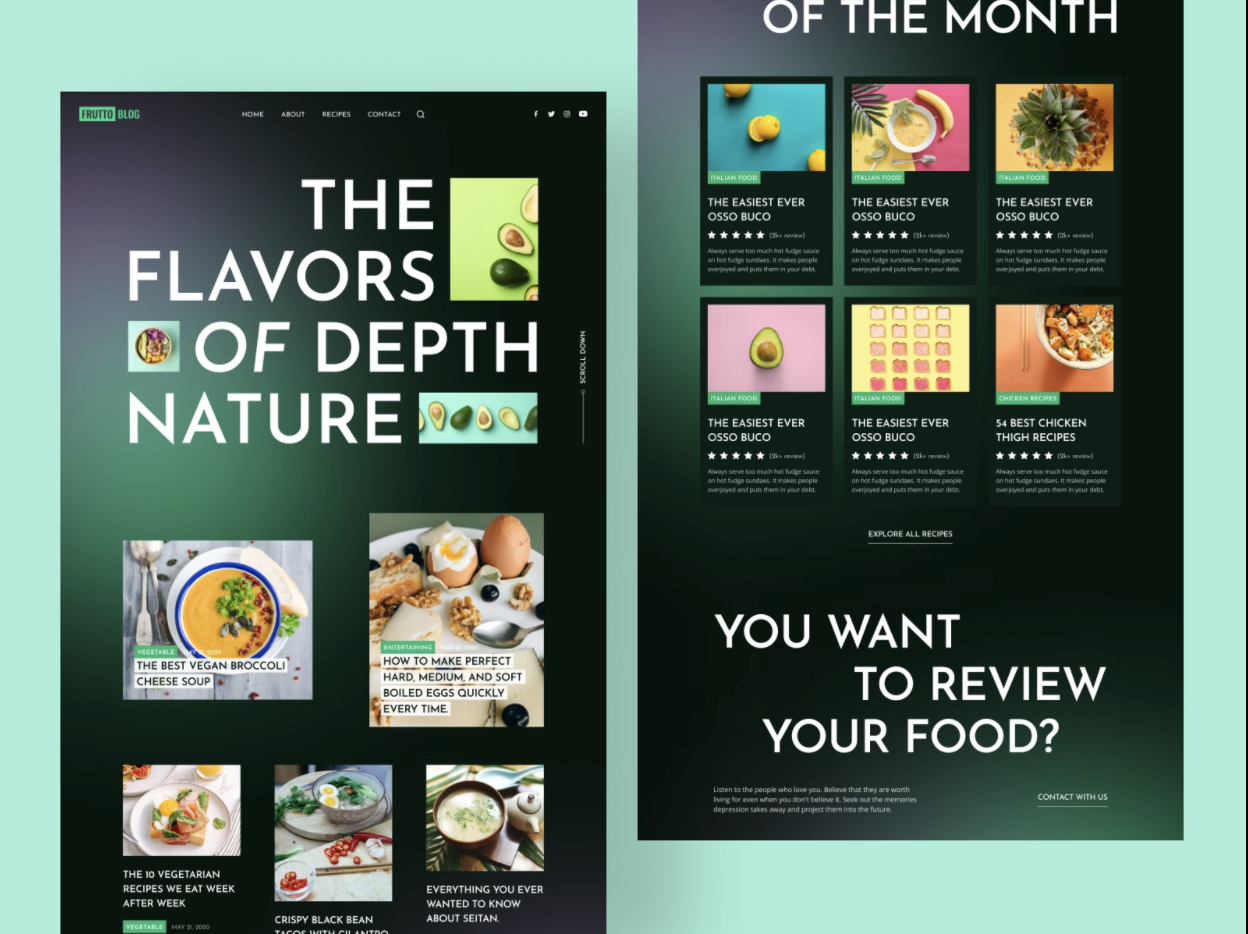 FRUTTO BLOG
HOME ABOUT RECIPES CONTACT
THE
FLAVORS
OF DEPTH
NATURE
SCROLL DOWN
VEGETABLE MAY 21, 2020
THE BEST VEGAN BROCCOLI
CHEESE SOUP
ENTERTAINING MAY 21, 2020
HOW TO MAKE PERFECT
HARD, MEDIUM, AND SOFT
BOILED EGGS QUICKLY
EVERY TIME.
THE 10 VEGETARIAN
RECIPES WE EAT WEEK
AFTER WEEK
VEGETABLE MAY 21, 2020
CRISPY BLACK BEAN
TACOS WITH CILANTRO
EVERYTHING YOU EVER
WANTED TO KNOW
ABOUT SEITAN.
OF THE MONTH
ITALIAN FOOD
THE EASIEST EVER
OSSO BUCO
(2k+ review)
Always serve too much hot fudge sauce
on hot fudge sundaes. It makes people
overjoyed and puts them in your debt.
ITALIAN FOOD
THE EASIEST EVER
OSSO BUCO
(2k+ review)
Always serve too much hot fudge sauce
on hot fudge sundaes. It makes people
overjoyed and puts them in your debt.
ITALIAN FOOD
THE EASIEST EVER
OSSO BUCO
(2k+ review)
Always serve too much hot fudge sauce
on hot fudge sundaes. It makes people
overjoyed and puts them in your debt.
ITALIAN FOOD
THE EASIEST EVER
OSSO BUCO
(2k+ review)
Always serve too much hot fudge sauce
on hot fudge sundaes. It makes people
overjoyed and puts them in your debt.
ITALIAN FOOD
THE EASIEST EVER
OSSO BUCO
(2k+ review)
Always serve too much hot fudge sauce
on hot fudge sundaes. It makes people
overjoyed and puts them in your debt.
CHICKEN RECIPES
54 BEST CHICKEN
THIGH RECIPES
(2k+ review)
Always serve too much hot fudge sauce
on hot fudge sundaes. It makes people
overjoyed and puts them in your debt.
EXPLORE ALL RECIPES
YOU WANT
TO REVIEW
YOUR FOOD?
Listen to the people who love you. Believe that they are worth
living for even when you don't believe it. Seek out the memories
depression takes away and project them into the future.
CONTACT WITH US